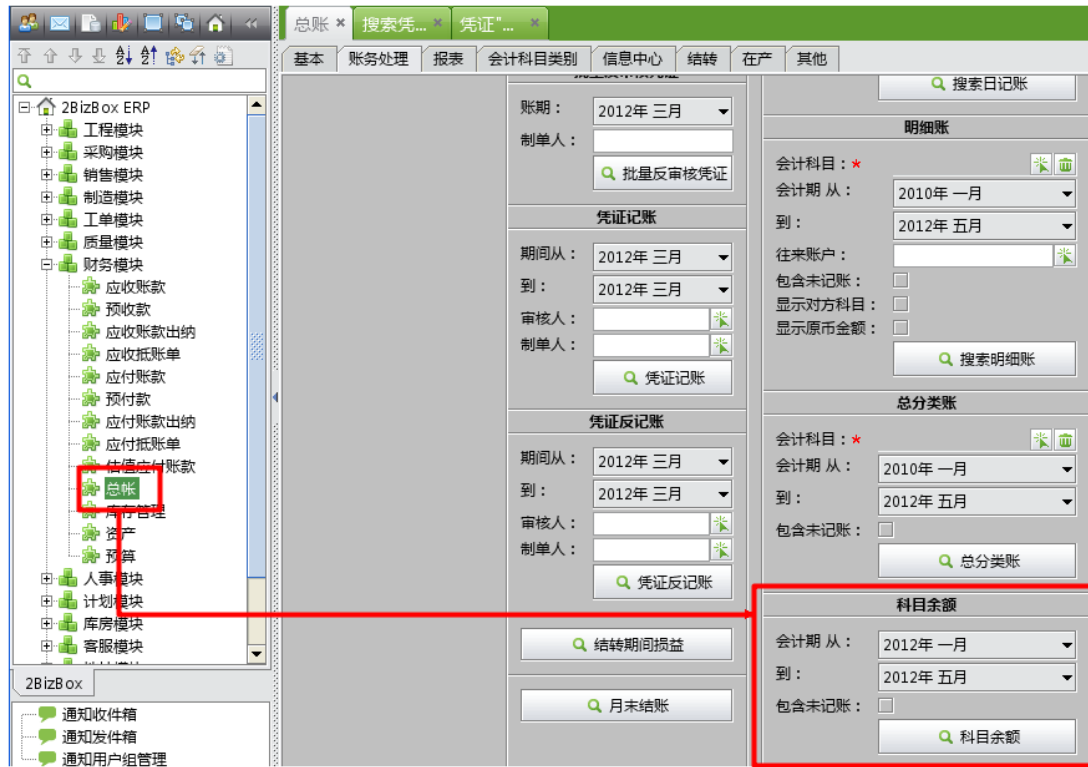 总账 × 搜索凭... × 凭证"... ×
基本 账务处理 报表 会计科目类别 信息中心 结转 在产 其他
2BizBox ERP
工程模块
采购模块
销售模块
制造模块
工单模块
质量模块
财务模块
应收账款
预收款
应收账款出纳
应收抵账单
应付账款
预付款
应付账款出纳
应付抵账单
估值应付账款
总帐
库存管理
资产
预算
人事模块
计划模块
库房模块
客服模块
2BizBox
通知收件箱
通知发件箱
通知用户组管理
账期：
2012年 三月
制单人：
批量反审核凭证
凭证记账
期间从：
2012年 三月
到：
2012年 三月
审核人：
制单人：
凭证记账
凭证反记账
期间从：
2012年 三月
到：
2012年 三月
审核人：
制单人：
凭证反记账
结转期间损益
月末结账
搜索日记账
明细账
会计科目：*
会计期 从：
2010年 一月
到：
2012年 五月
往来账户：
包含未记账：
显示对方科目：
显示原币金额：
搜索明细账
总分类账
会计科目：*
会计期 从：
2010年 一月
到：
2012年 五月
包含未记账：
总分类账
科目余额
会计期 从：
2012年 一月
到：
2012年 五月
包含未记账：
科目余额